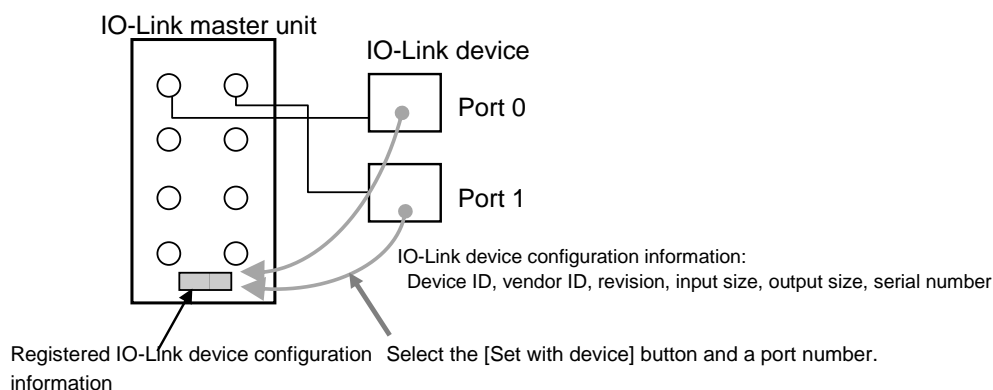 IO-Link master unit
IO-Link device
Port 0
Port 1
IO-Link device configuration information:
Device ID, vendor ID, revision, input size, output size, serial number
Registered IO-Link device configuration
information
Select the [Set with device] button and a port number.